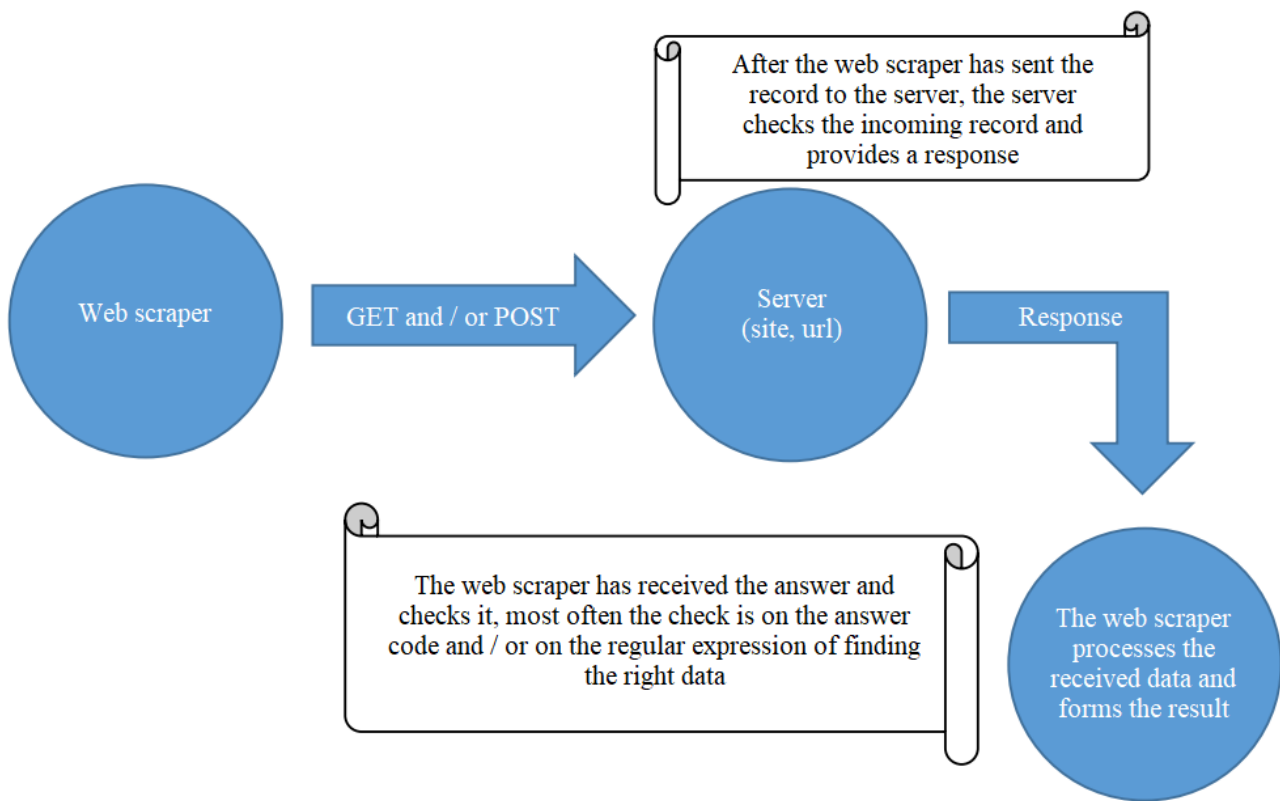 After the web scraper has sent the
record to the server, the server
checks the incoming record and
provides a response
Web scraper
GET and / or POST
Server
(site, url)
Response
The web scraper has received the answer and
checks it, most often the check is on the answer
code and / or on the regular expression of finding
the right data
The web scraper
processes the
received data and
forms the result